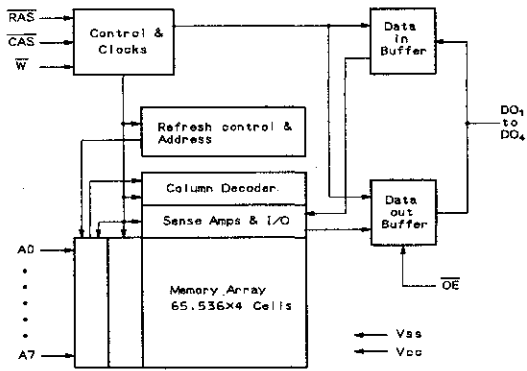 RAS
CAS
W
Control &
Clocks
Data
in
Buffer
DO1
to
DO4
Refresh control &
Address
Column Decoder
Sense Amps & I/O
Data
out
Buffer
A0
A7
Memory Array
65.536×4 Cells
OE
Vss
Vcc